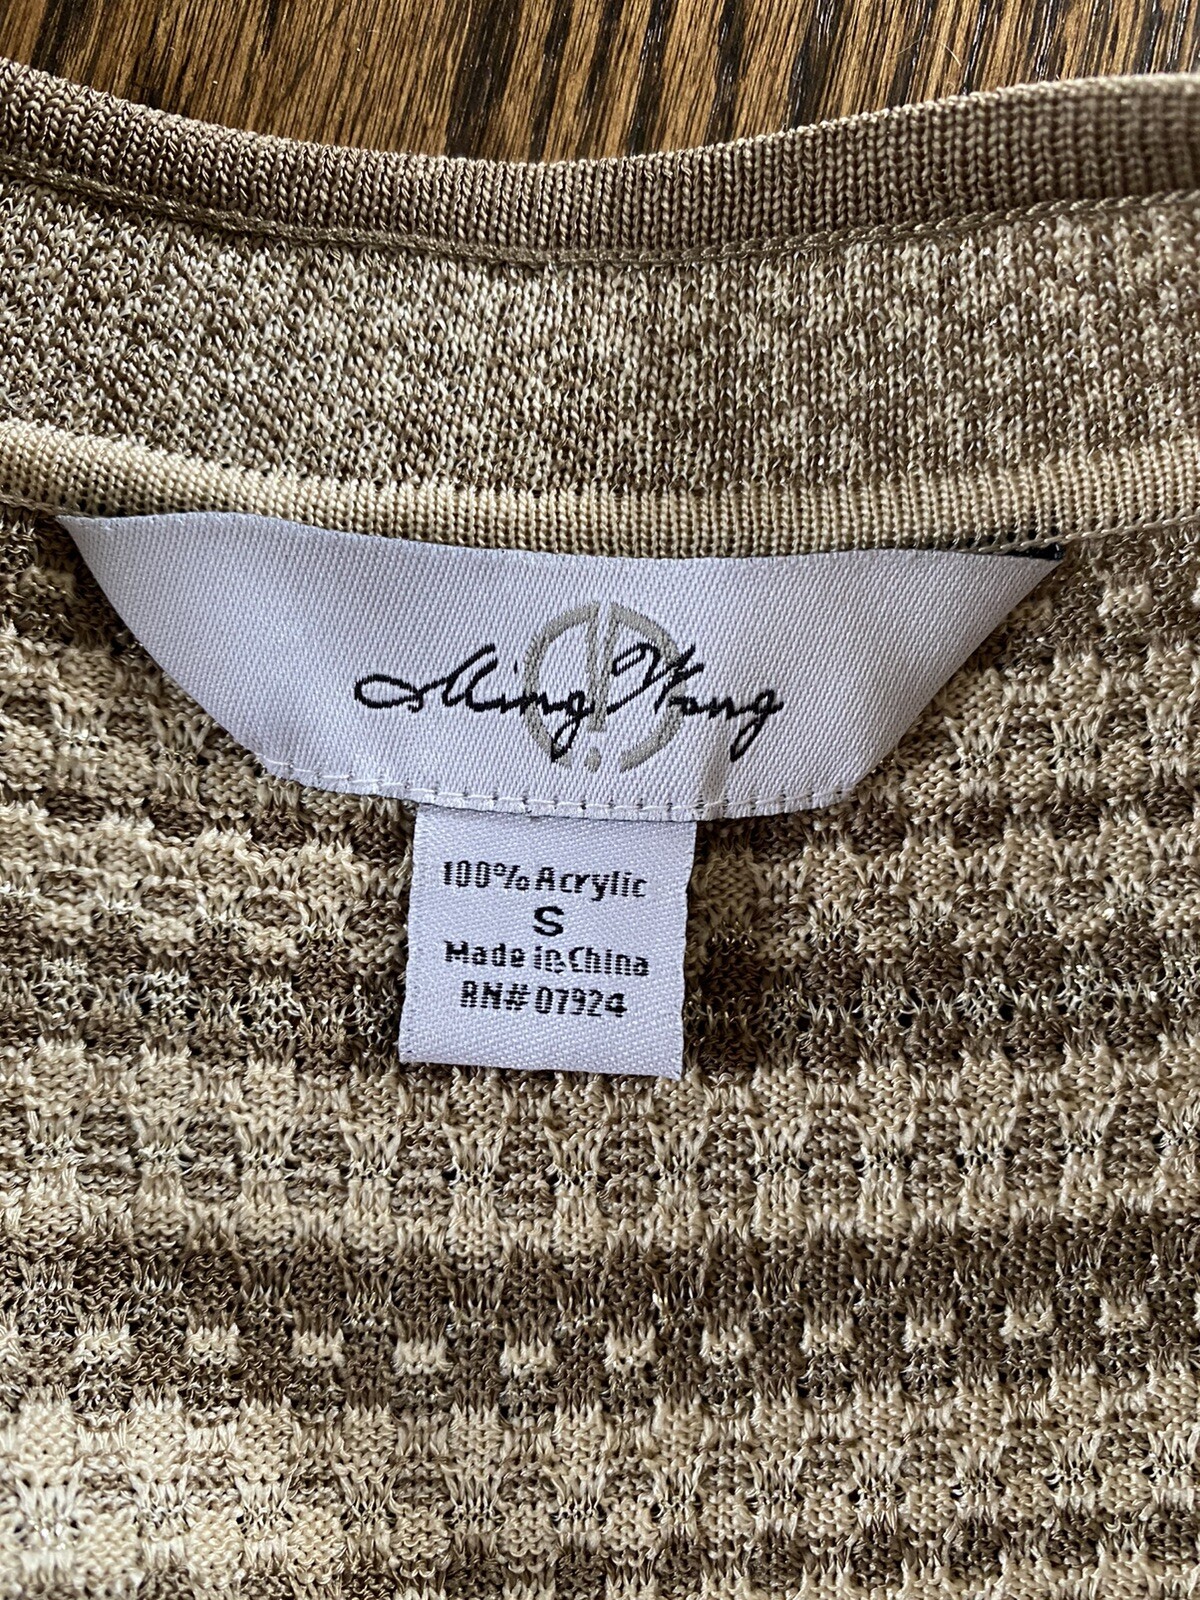 Ming Wang
100% Acrylic
S
Made in China
RN# 07924